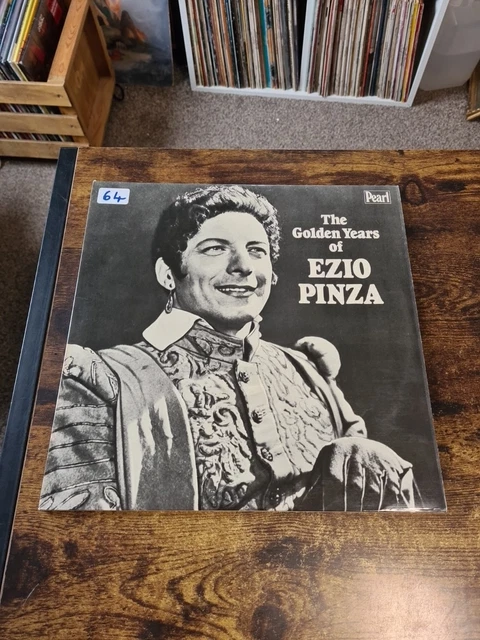 64
Pearl
The
Golden Years
of
EZIO
PINZA